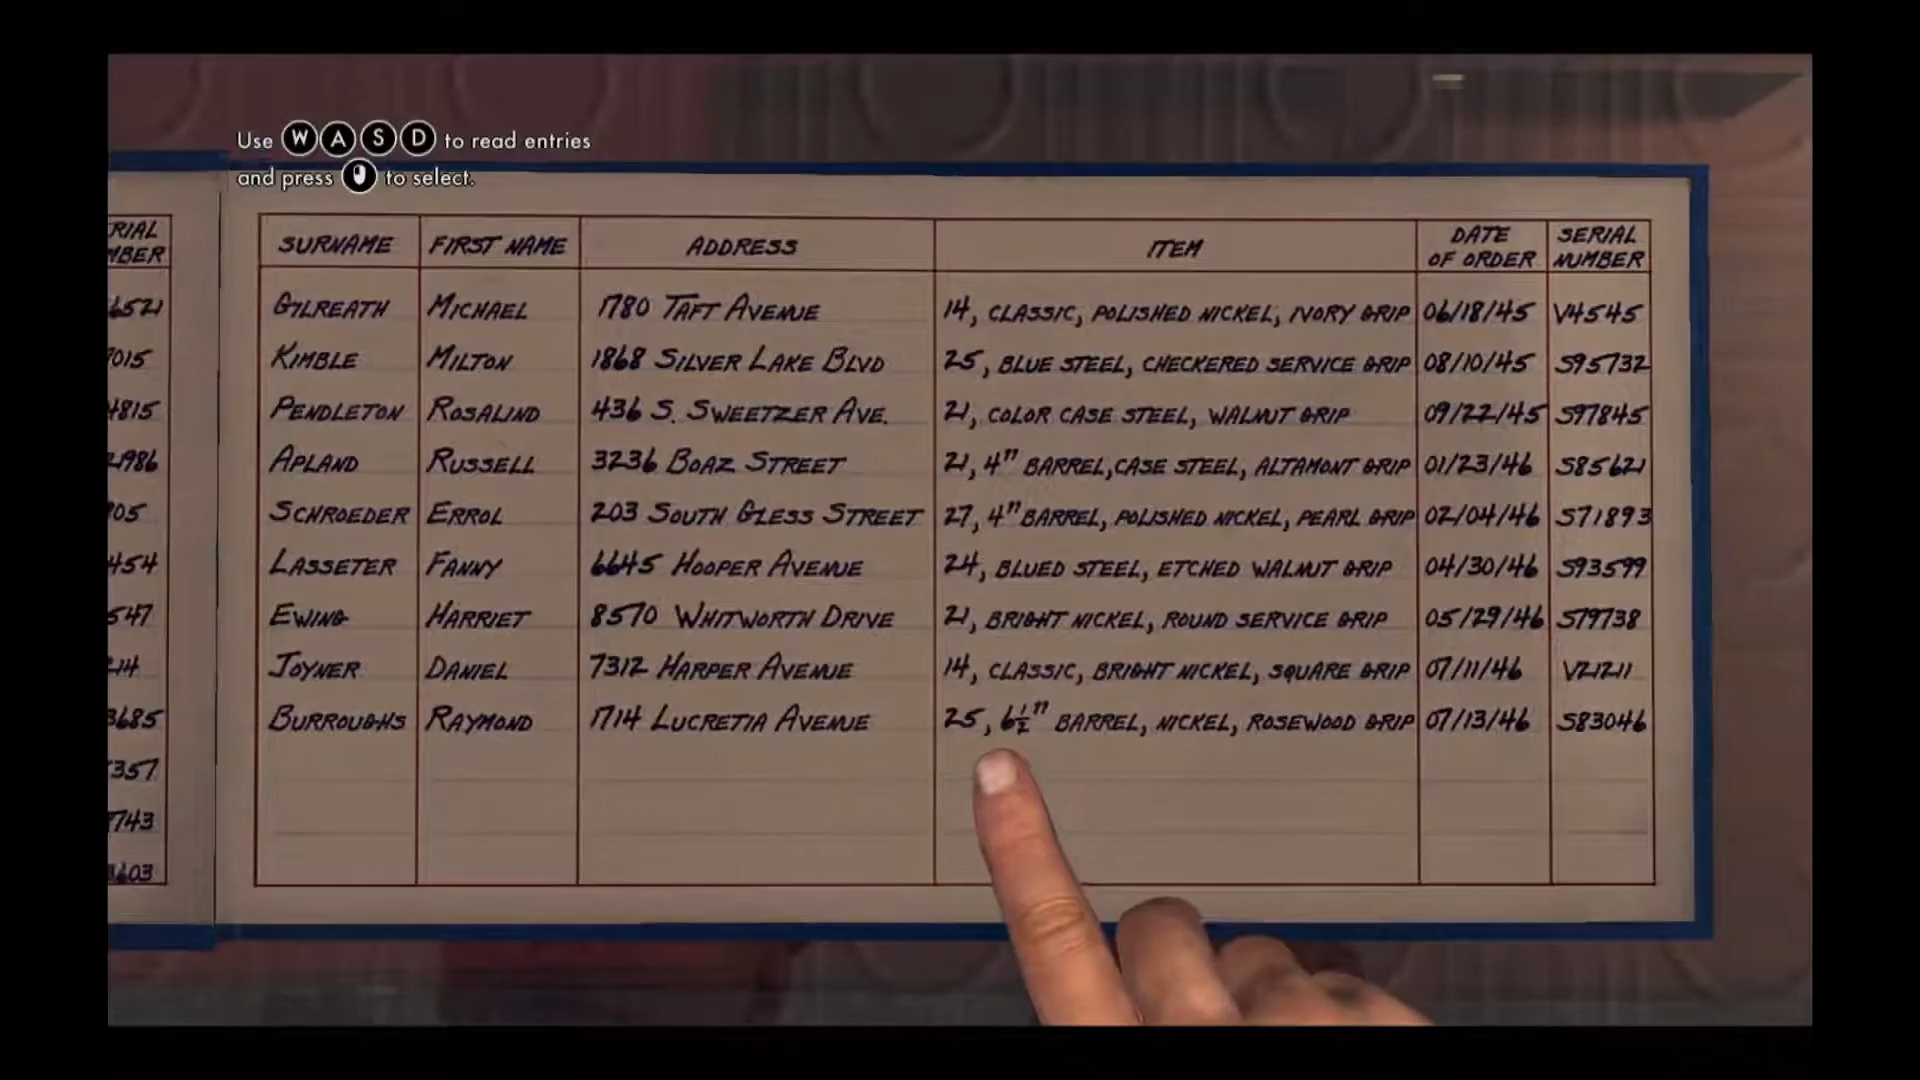 Use W A S D to read entries
and press to select.
RIAL SURNAME FIRST NAME ADDRESS ITEM DATE OF ORDER SERIAL NUMBER
MBER
6521 GILREATH MICHAEL 1780 TAFT AVENUE 14, CLASSIC, POLISHED NICKEL, IVORY GRIP 06/18/45 V4545
7015 KIMBLE MILTON 1868 SILVER LAKE BLVD 25, BLUE STEEL, CHECKERED SERVICE GRIP 08/10/45 S95732
4815 PENDLETON ROSALIND 436 S. SWEETZER AVE. 21, COLOR CASE STEEL, WALNUT GRIP 09/22/45 S97845
1986 APLAND RUSSELL 3236 BOAZ STREET 21, 4" BARREL, CASE STEEL, ALTAMONT GRIP 01/23/46 S85621
905 SCHROEDER ERROL 203 SOUTH GLESS STREET 27, 4" BARREL, POLISHED NICKEL, PEARL GRIP 02/04/46 S71893
454 LASSETER FANNY 6645 HOOPER AVENUE 24, BLUED STEEL, ETCHED WALNUT GRIP 04/30/46 S93599
547 EWING HARRIET 8570 WHITWORTH DRIVE 21, BRIGHT NICKEL, ROUND SERVICE GRIP 05/29/46 S79738
214 JOYNER DANIEL 7312 HARPER AVENUE 14, CLASSIC, BRIGHT NICKEL, SQUARE GRIP 07/11/46 V21211
3685 BURROUGHS RAYMOND 1714 LUCRETIA AVENUE 25, 6½" BARREL, NICKEL, ROSEWOOD GRIP 07/13/46 S83046
357
7743
3603